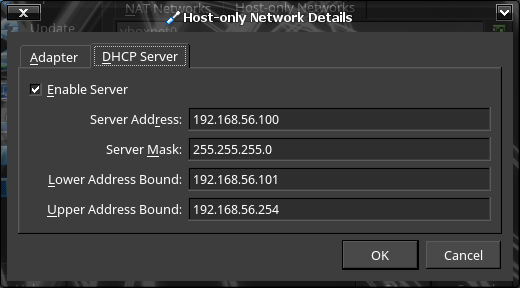 NAT Networks Host-only Networks
Host-only Network Details
Update
vboxnet0
Adapter DHCP Server
Enable Server
Server Address: 192.168.56.100
Server Mask: 255.255.255.0
Lower Address Bound: 192.168.56.101
Upper Address Bound: 192.168.56.254
OK Cancel